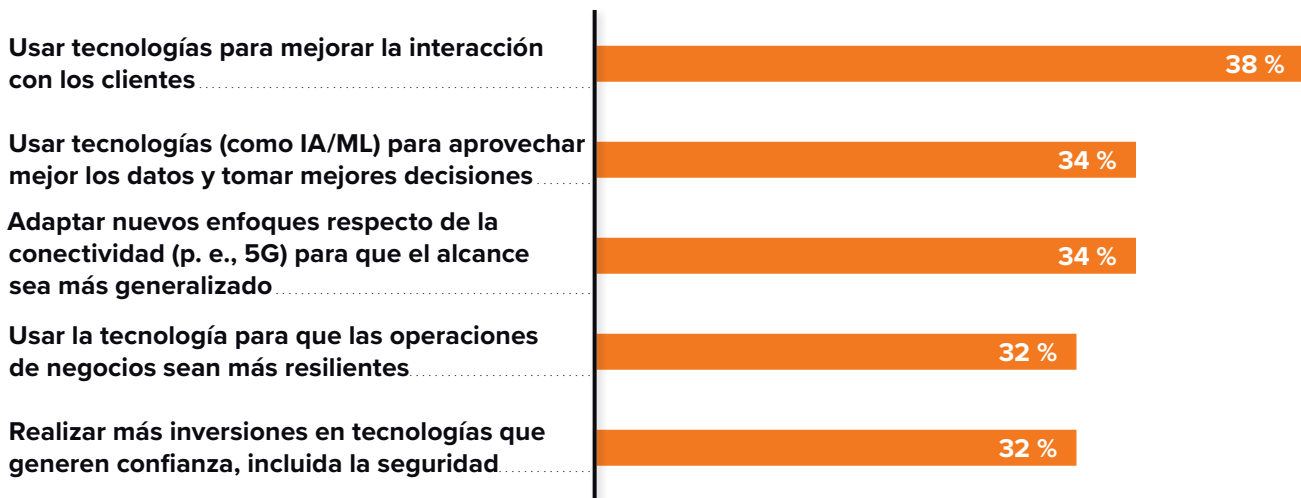 Usar tecnologías para mejorar la interacción
con los clientes
38 %
Usar tecnologías (como IA/ML) para aprovechar
mejor los datos y tomar mejores decisiones
34 %
Adaptar nuevos enfoques respecto de la
conectividad (p. e., 5G) para que el alcance
sea más generalizado
34 %
Usar la tecnología para que las operaciones
de negocios sean más resilientes
32 %
Realizar más inversiones en tecnologías que
generen confianza, incluida la seguridad
32 %